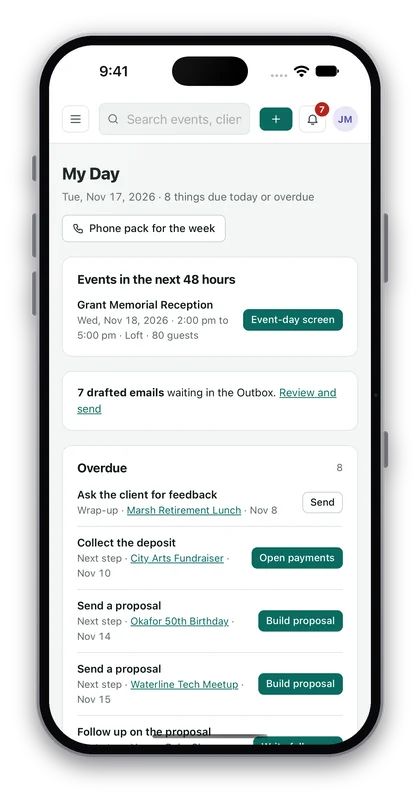 9:41
Search events, clien
+
7
JM
My Day
Tue, Nov 17, 2026 · 8 things due today or overdue
Phone pack for the week
Events in the next 48 hours
Grant Memorial Reception
Wed, Nov 18, 2026 · 2:00 pm to
5:00 pm · Loft · 80 guests
Event-day screen
7 drafted emails waiting in the Outbox. Review and
send
Overdue
8
Ask the client for feedback
Wrap-up · Marsh Retirement Lunch · Nov 8
Send
Collect the deposit
Next step · City Arts Fundraiser ·
Nov 10
Open payments
Send a proposal
Next step · Okafor 50th Birthday ·
Nov 14
Build proposal
Send a proposal
Next step · Waterline Tech Meetup ·
Nov 15
Build proposal
Follow up on the proposal